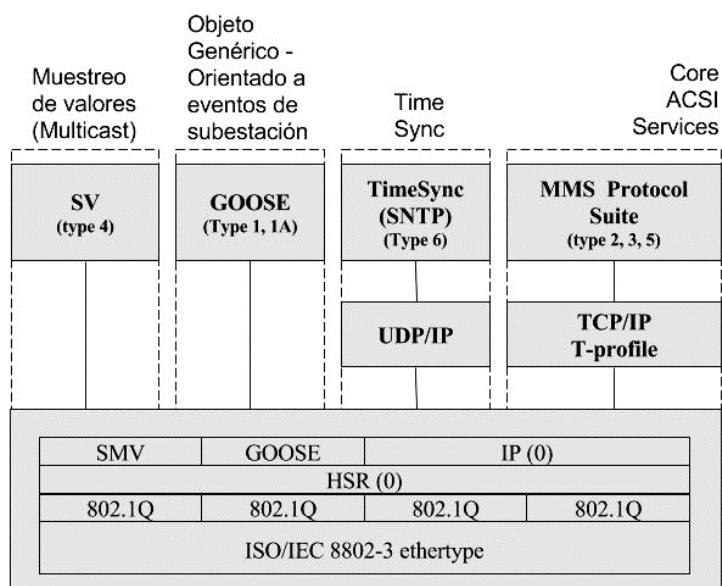 Muestreo
de valores
(Multicast)
Objeto
Genérico -
Orientado a
eventos de
subestación
Time
Sync
Core
ACSI
Services
SV
(type 4)
GOOSE
(Type 1, 1A)
TimeSync
(SNTP)
(Type 6)
MMS Protocol
Suite
(type 2, 3, 5)
UDP/IP
TCP/IP
T-profile
SMV GOOSE IP (0)
HSR (0)
802.1Q 802.1Q 802.1Q 802.1Q
ISO/IEC 8802-3 ethertype